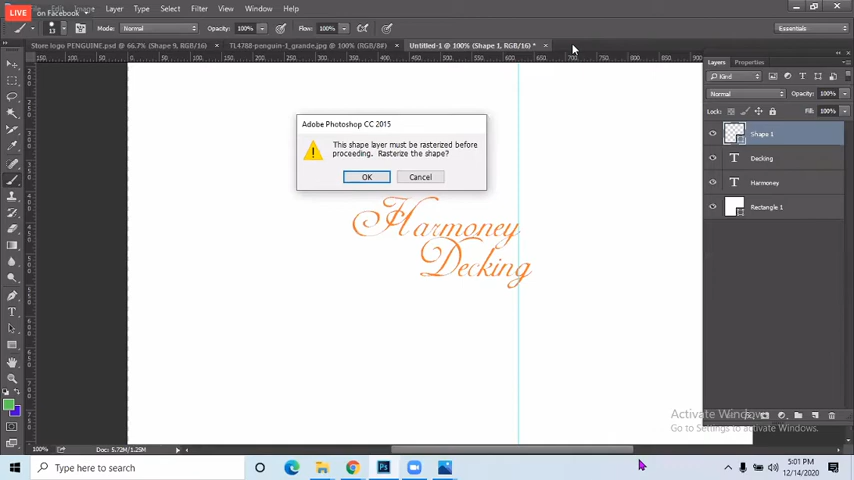 LIVE on Facebook
Edit Image Layer Type Select Filter View Window Help
13 Mode: Normal Opacity: 100% Flow: 100% Essentials
Store logo PENGUINE.psd @ 66.7% (Shape 9, RGB/16) × TL4788-penguin-1_grande.jpg @ 100% (RGB/8#) × Untitled-1 @ 100% (Shape 1, RGB/16) * ×
Layers Properties
Kind
Normal Opacity: 100%
Lock: Fill: 100%
Shape 1
Decking
Harmoney
Rectangle 1
Adobe Photoshop CC 2015
This shape layer must be rasterized before
proceeding. Rasterize the shape?
OK Cancel
Harmoney
Decking
Activate Windows
Go to Settings to activate Windows.
100% Doc: 5.72M/1.25M
Type here to search
5:01 PM
12/14/2020